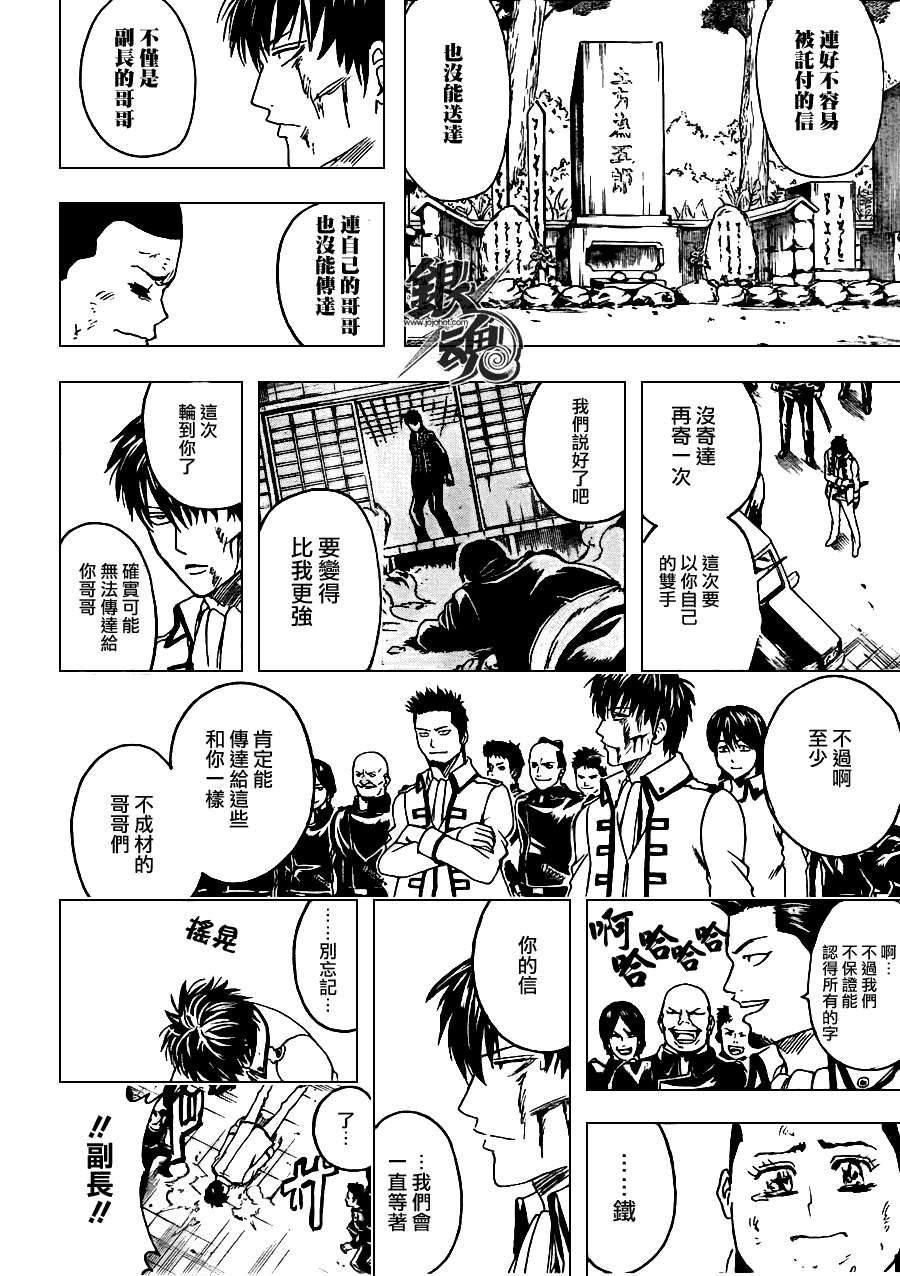 連好不容易
被託付的信
也沒能送達
土方為五郎
不僅是
副長的哥哥
連自己的哥哥
也沒能傳達
銀魂
www.jojohot.com
沒寄達
再寄一次
這次要
以你自己
的雙手
我們說好了吧
要變得
比我更強
這次
輪到你了
確實可能
無法傳達給
你哥哥
不過啊
至少
肯定能
傳達給這些
和你一樣
不成材的
哥哥們
啊…
不過我們
不保證能
認得所有的字
啊哈哈哈哈
……鐵
你的信
…我們會
一直等著
……別忘記…
搖晃
了…
副長!!